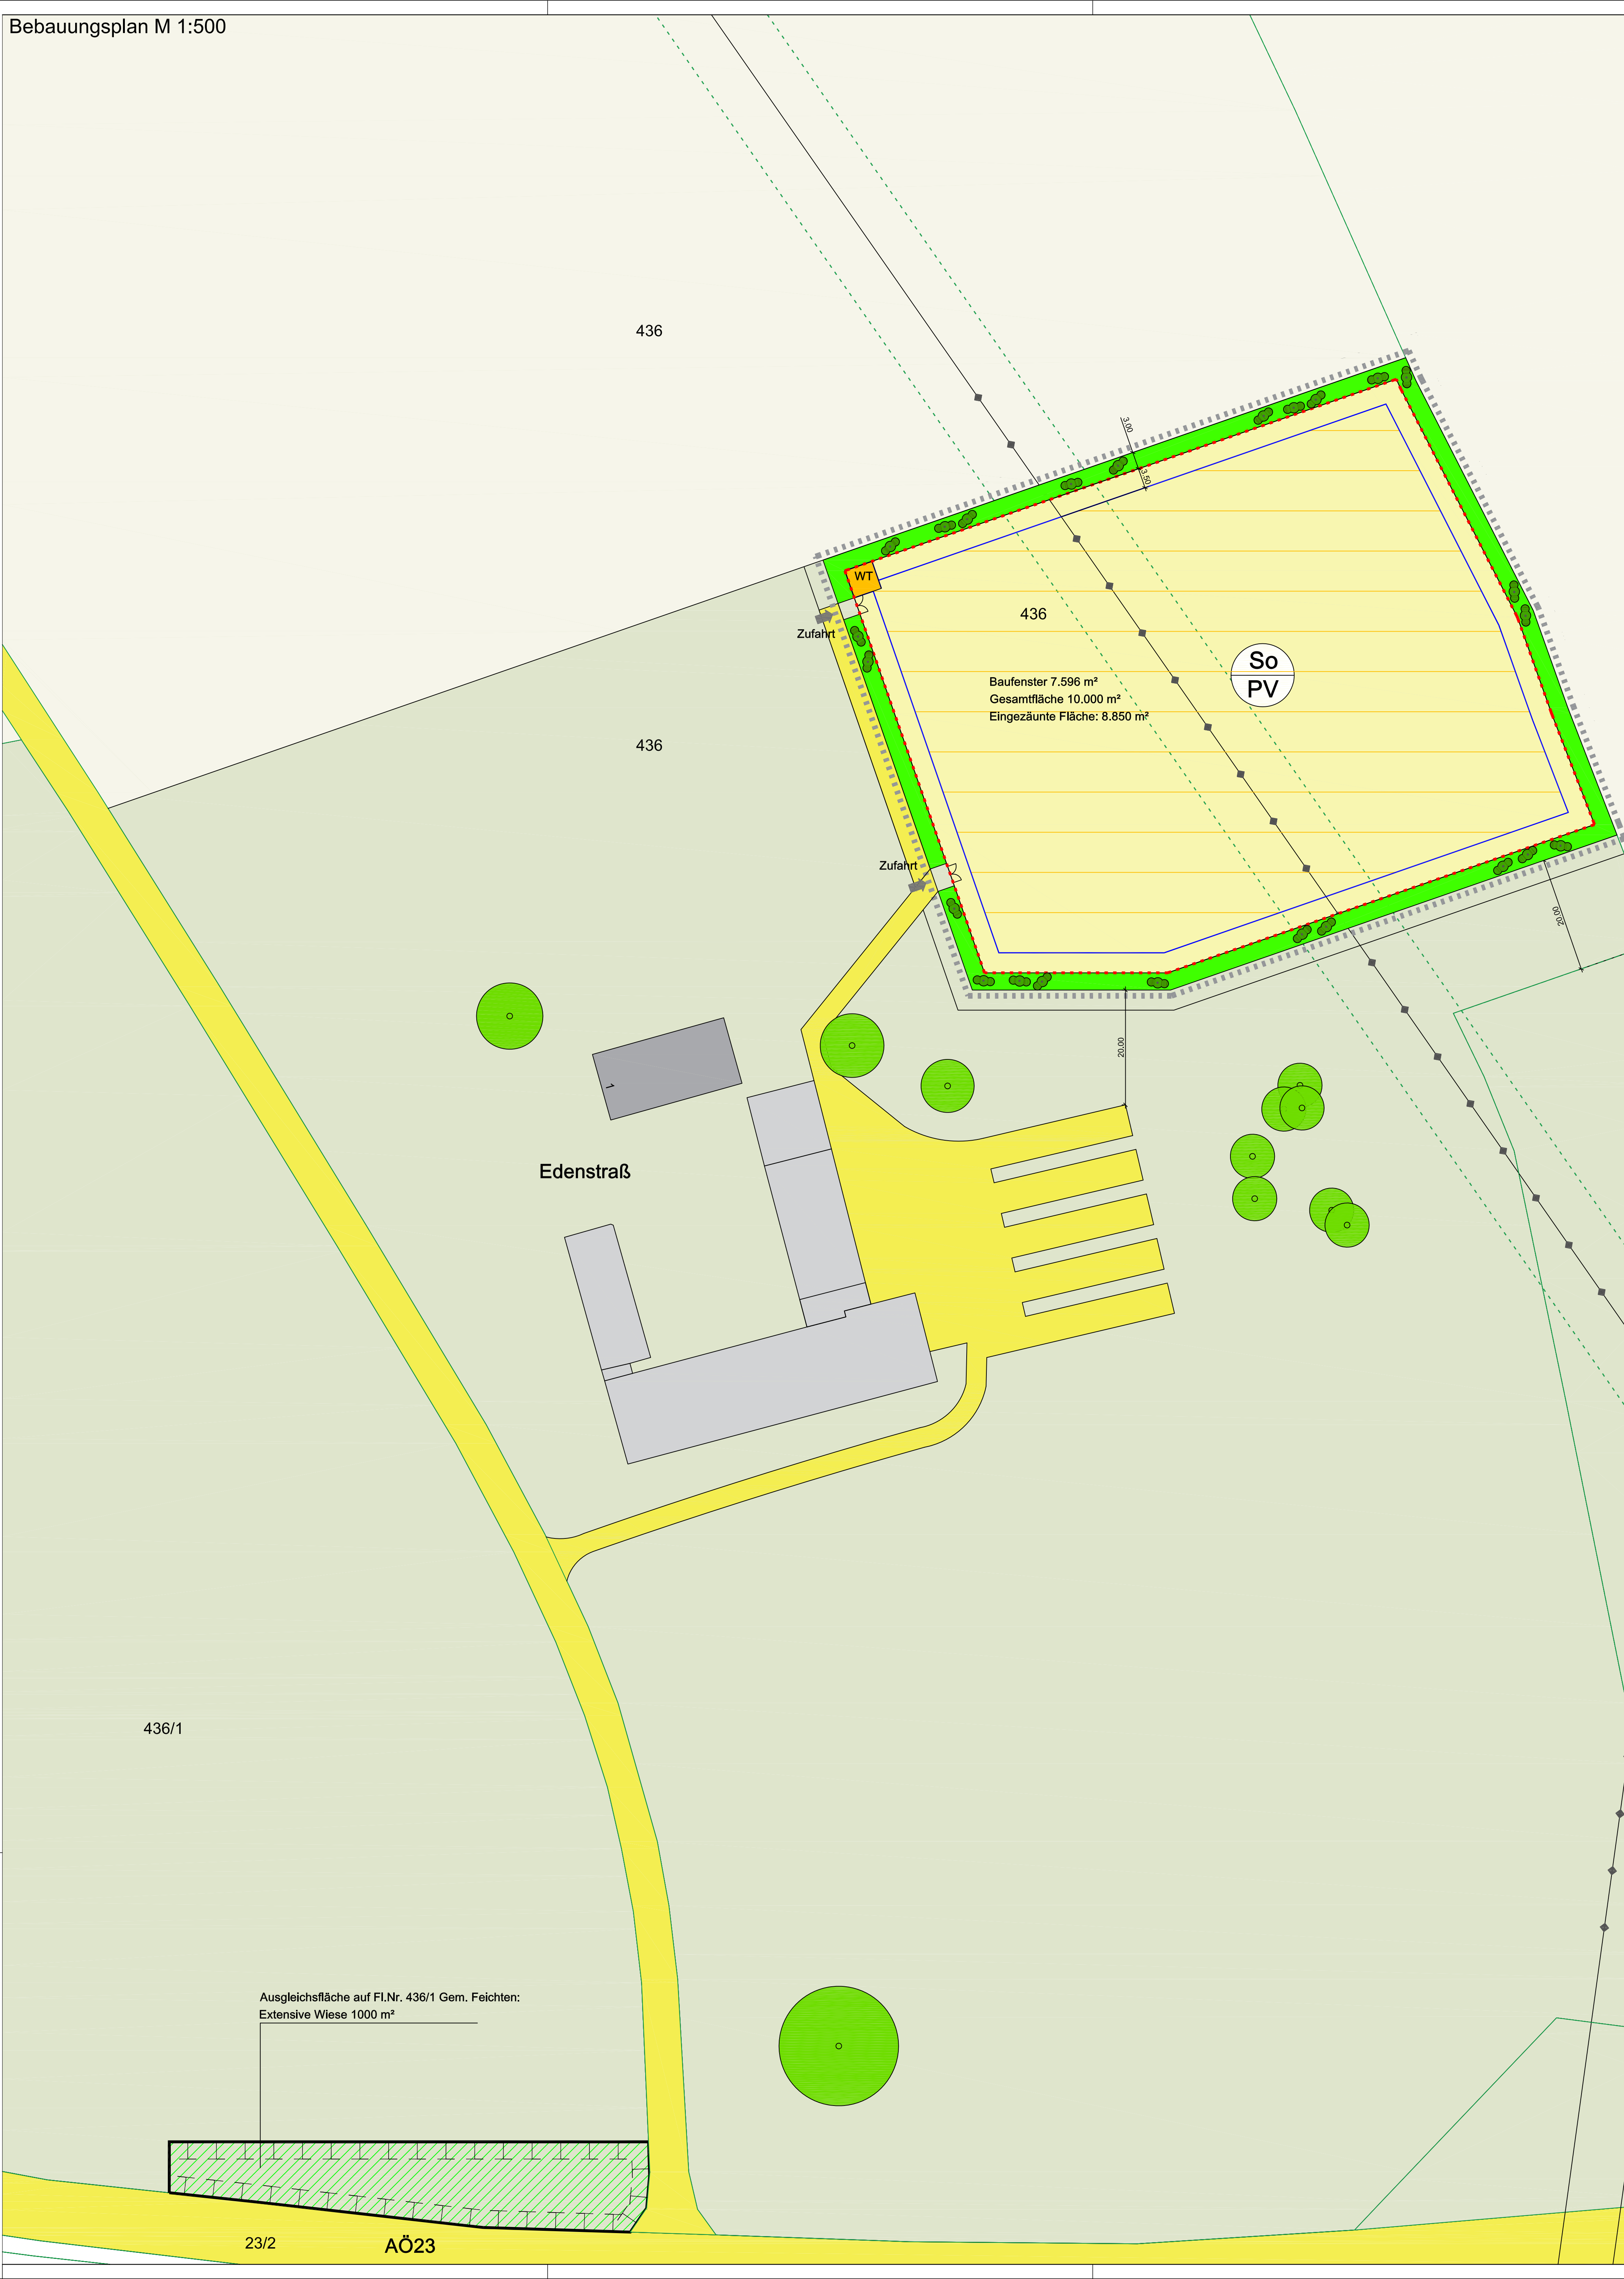 Bebauungsplan M 1:500
436
3.00
3.50
WT
436
Zufahrt
So
PV
Baufenster 7.596 m²
Gesamtfläche 10.000 m²
Eingezäunte Fläche: 8.850 m²
436
Zufahrt
20.00
20.00
1
Edenstraß
436/1
Ausgleichsfläche auf Fl.Nr. 436/1 Gem. Feichten:
Extensive Wiese 1000 m²
23/2
AÖ23